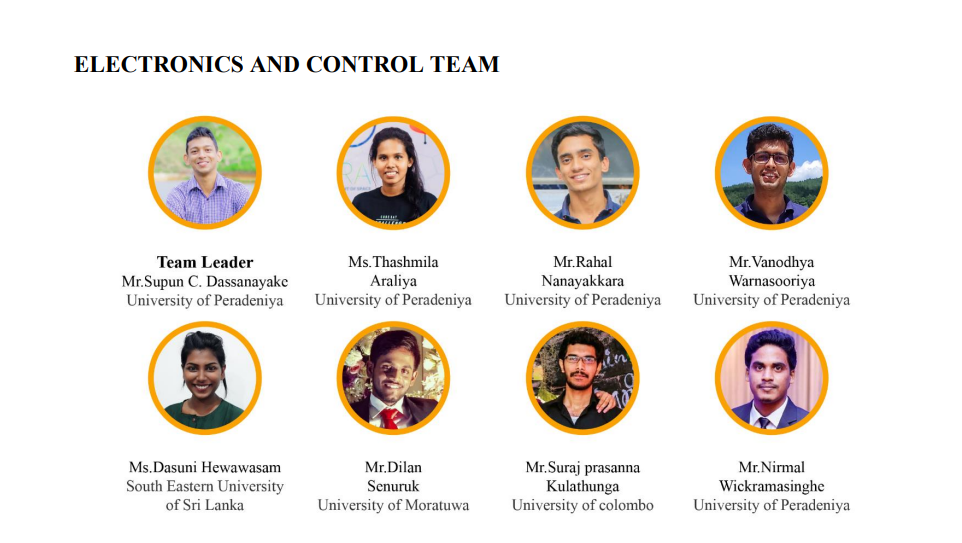 ELECTRONICS AND CONTROL TEAM
Team Leader
Mr.Supun C. Dassanayake
University of Peradeniya
Ms.Thashmila
Araliya
University of Peradeniya
Mr.Rahal
Nanayakkara
University of Peradeniya
Mr.Vanodhya
Warnasooriya
University of Peradeniya
Ms.Dasuni Hewawasam
South Eastern University
of Sri Lanka
Mr.Dilan
Senuruk
University of Moratuwa
Mr.Suraj prasanna
Kulathunga
University of colombo
Mr.Nirmal
Wickramasinghe
University of Peradeniya